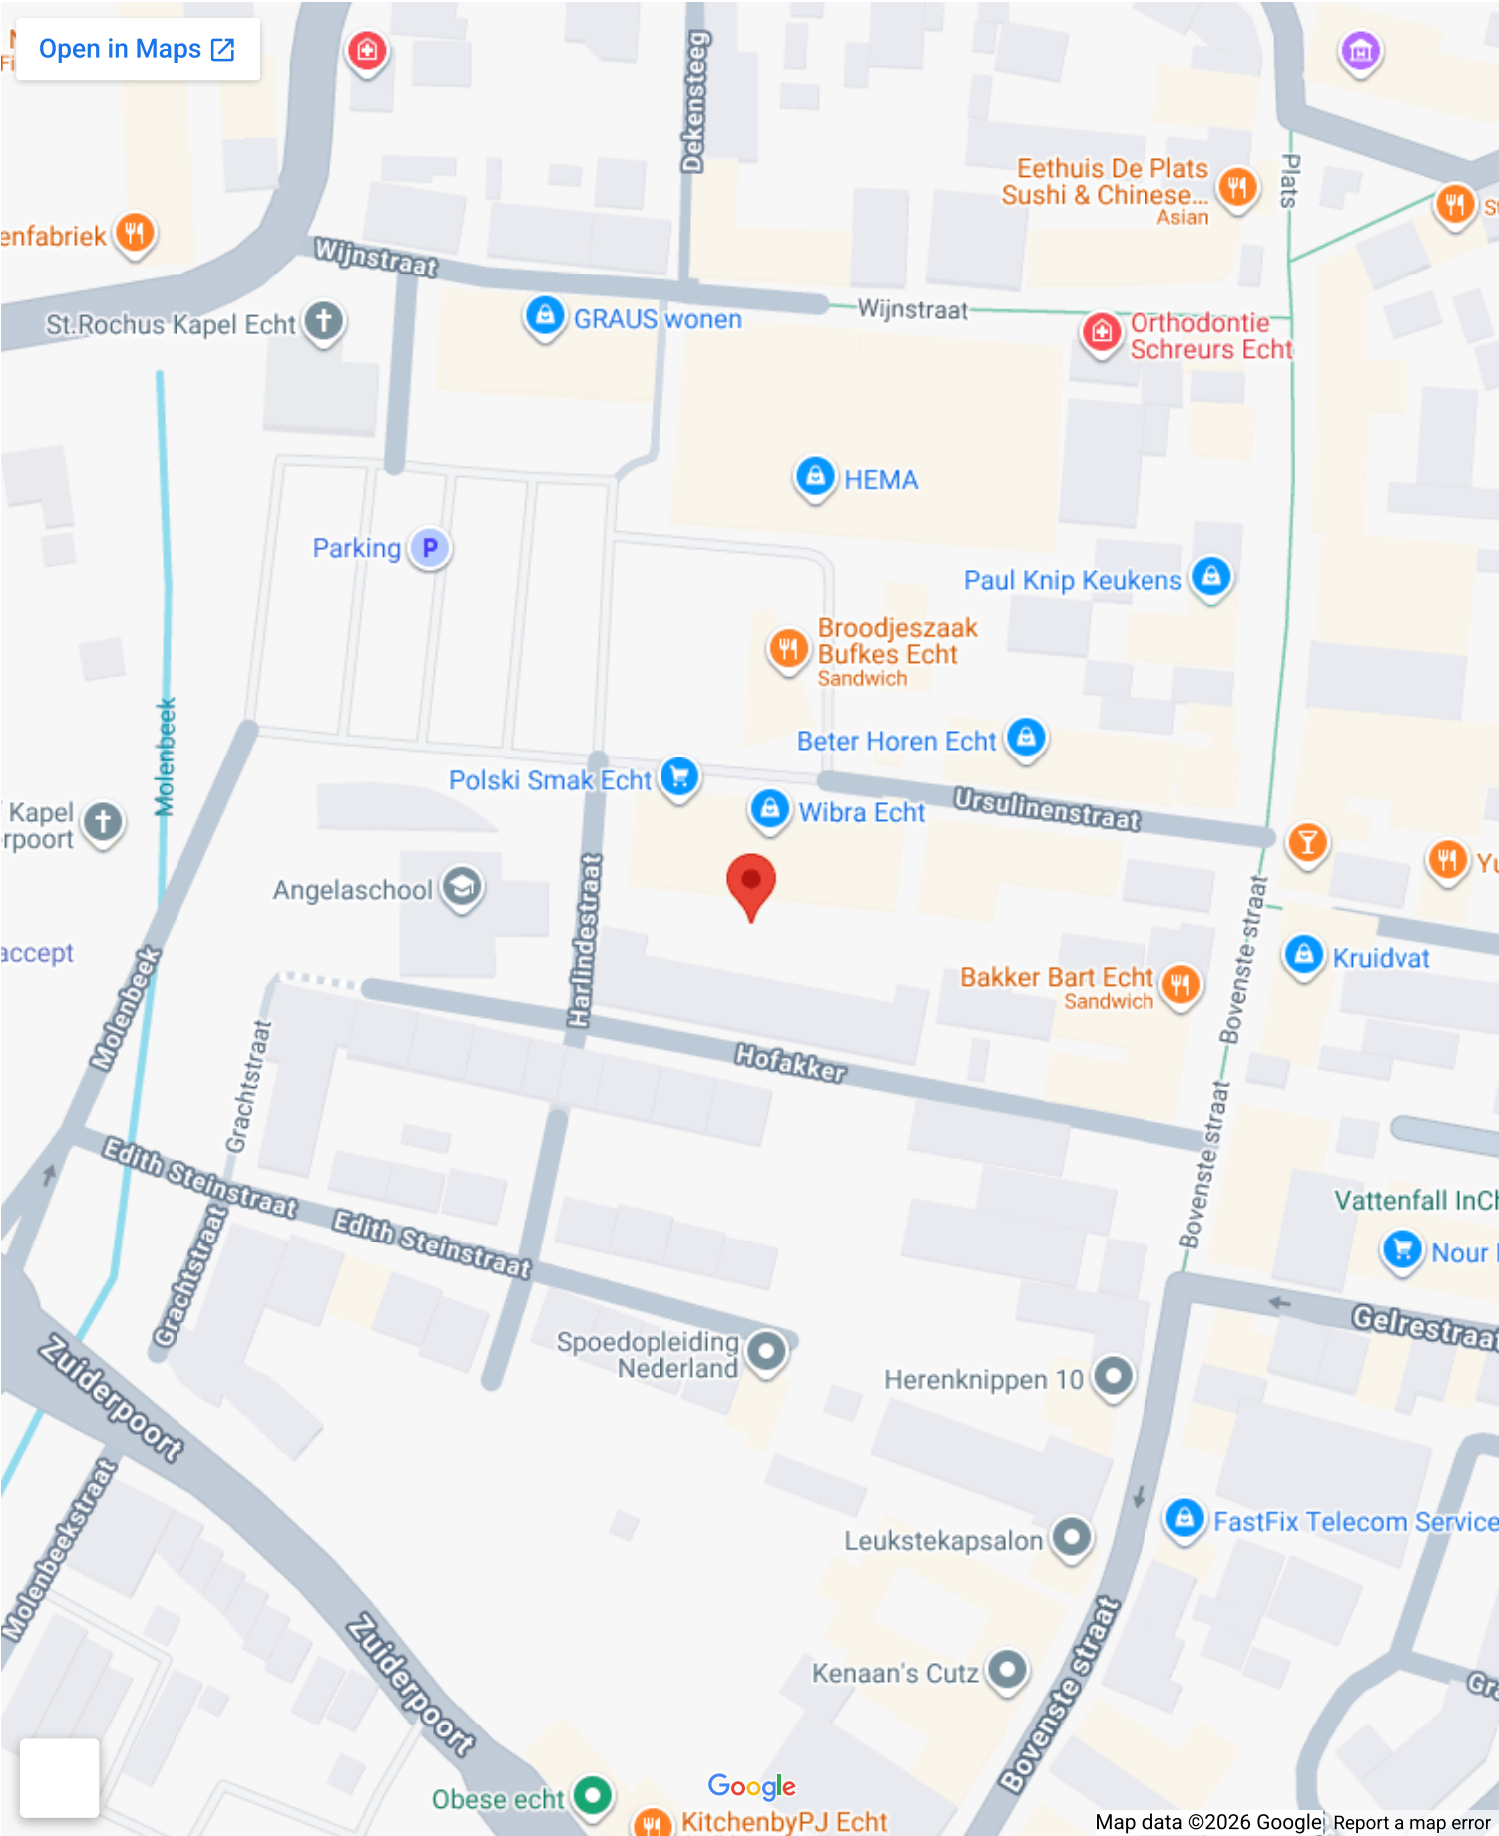 Open in Maps
Dekensteeg
Plats
Eethuis De Plats
Sushi & Chinese...
Asian
enfabriek
St
Wijnstraat
Wijnstraat
St.Rochus Kapel Echt
GRAUS wonen
Orthodontie
Schreurs Echt
HEMA
Parking
P
Paul Knip Keukens
Broodjeszaak
Bufkes Echt
Sandwich
Molenbeek
Beter Horen Echt
Polski Smak Echt
Wibra Echt
Ursulinenstraat
Kapel
rpoort
Yu
Angelaschool
Harlindestraat
Bovenste straat
accept
Kruidvat
Bakker Bart Echt
Sandwich
Molenbeek
Grachtstraat
Hofakker
Bovenste straat
Edith Steinstraat
Edith Steinstraat
Grachtstraat
Vattenfall InCh
Nour
Gelrestraat
Zuiderpoort
Spoedopleiding
Nederland
Herenknippen 10
Molenbeekstraat
FastFix Telecom Service
Leukstekapsalon
Zuiderpoort
Bovenste straat
Kenaan's Cutz
Gra
Google
Obese echt
KitchenbyPJ Echt
Map data ©2026 Google
Report a map error